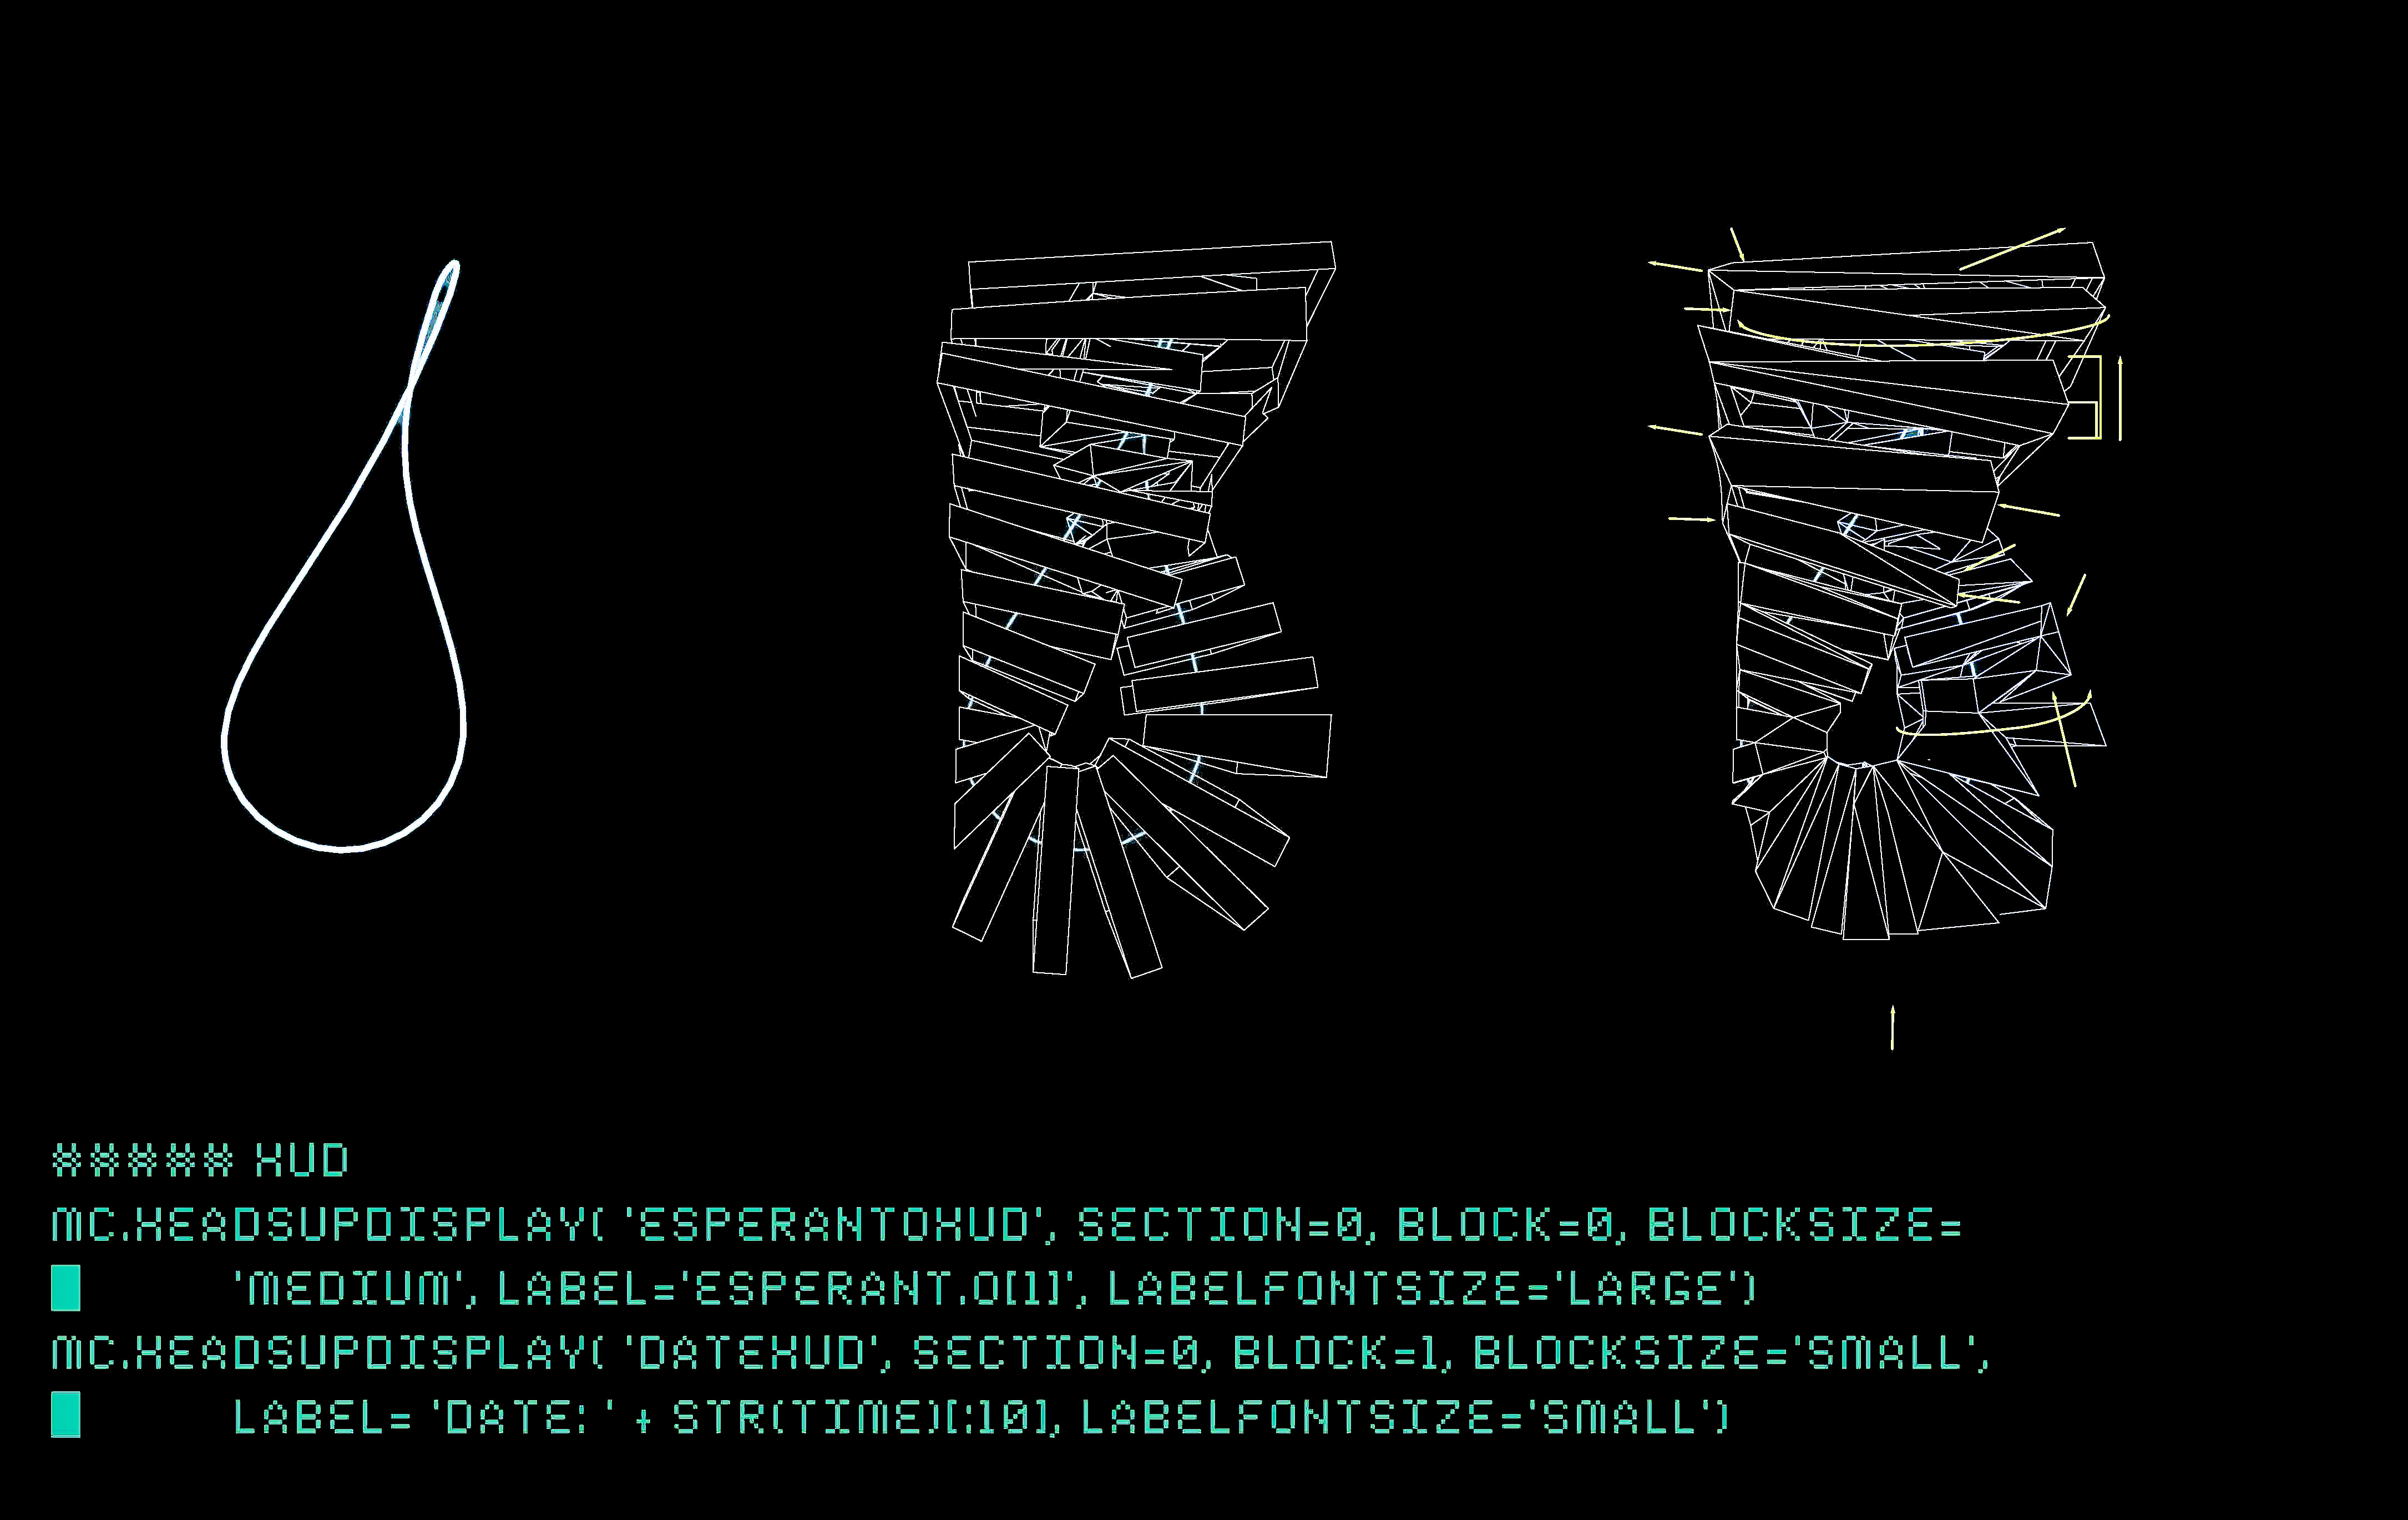 ##### HUD
MC.HEADSUPDISPLAY( 'ESPERANTOHUD', SECTION=0, BLOCK=0, BLOCKSIZE=
'MEDIUM', LABEL='ESPERANT.O[1]', LABELFONTSIZE='LARGE')
MC.HEADSUPDISPLAY( 'DATEHUD', SECTION=0, BLOCK=1, BLOCKSIZE='SMALL',
LABEL= 'DATE: ' + STR(TIME)[:10], LABELFONTSIZE='SMALL')